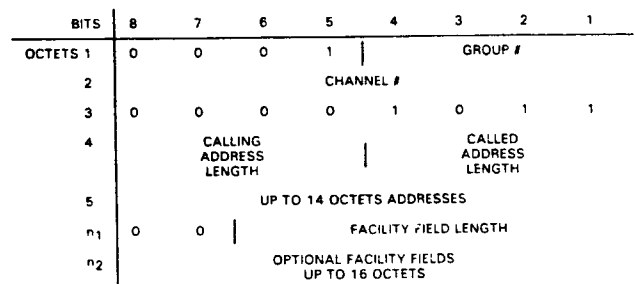 BITS 8 7 6 5 4 3 2 1
OCTETS 1 0 0 0 1 GROUP #
2 CHANNEL #
3 0 0 0 0 1 0 1 1
4 CALLING ADDRESS LENGTH CALLED ADDRESS LENGTH
5 UP TO 14 OCTETS ADDRESSES
n1 0 0 FACILITY FIELD LENGTH
n2 OPTIONAL FACILITY FIELDS
UP TO 16 OCTETS